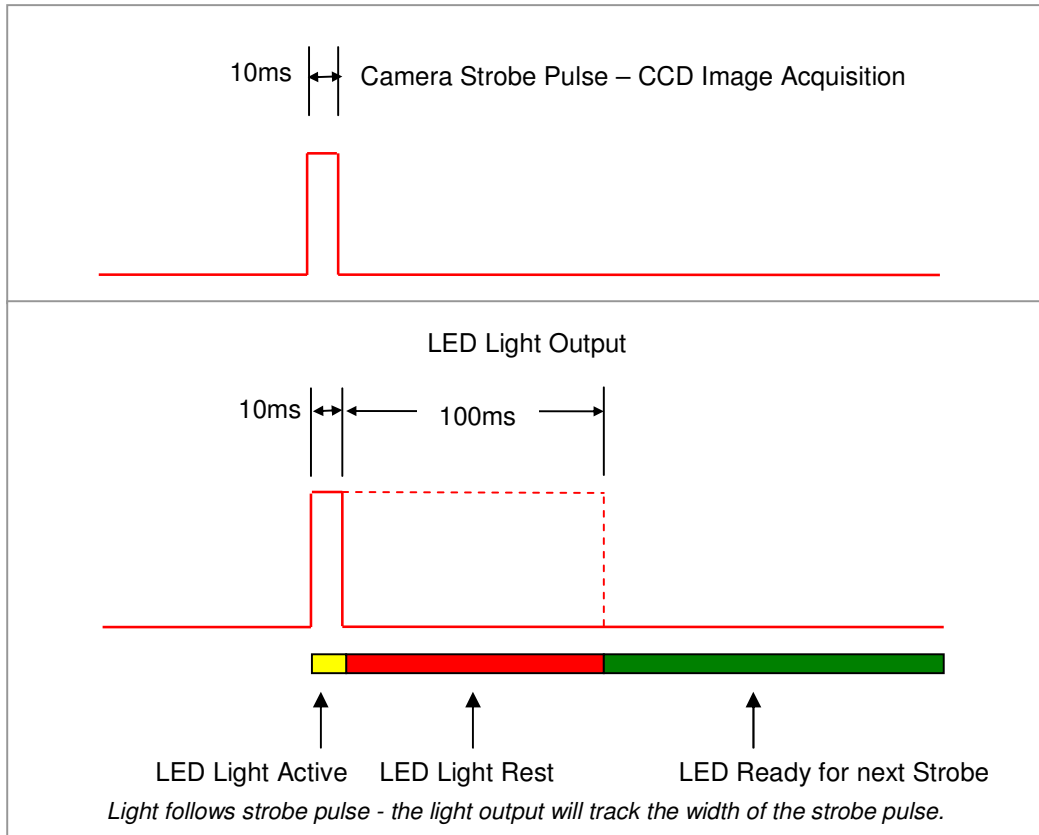 10ms
Camera Strobe Pulse – CCD Image Acquisition
LED Light Output
10ms
100ms
LED Light Active
LED Light Rest
LED Ready for next Strobe
Light follows strobe pulse - the light output will track the width of the strobe pulse.